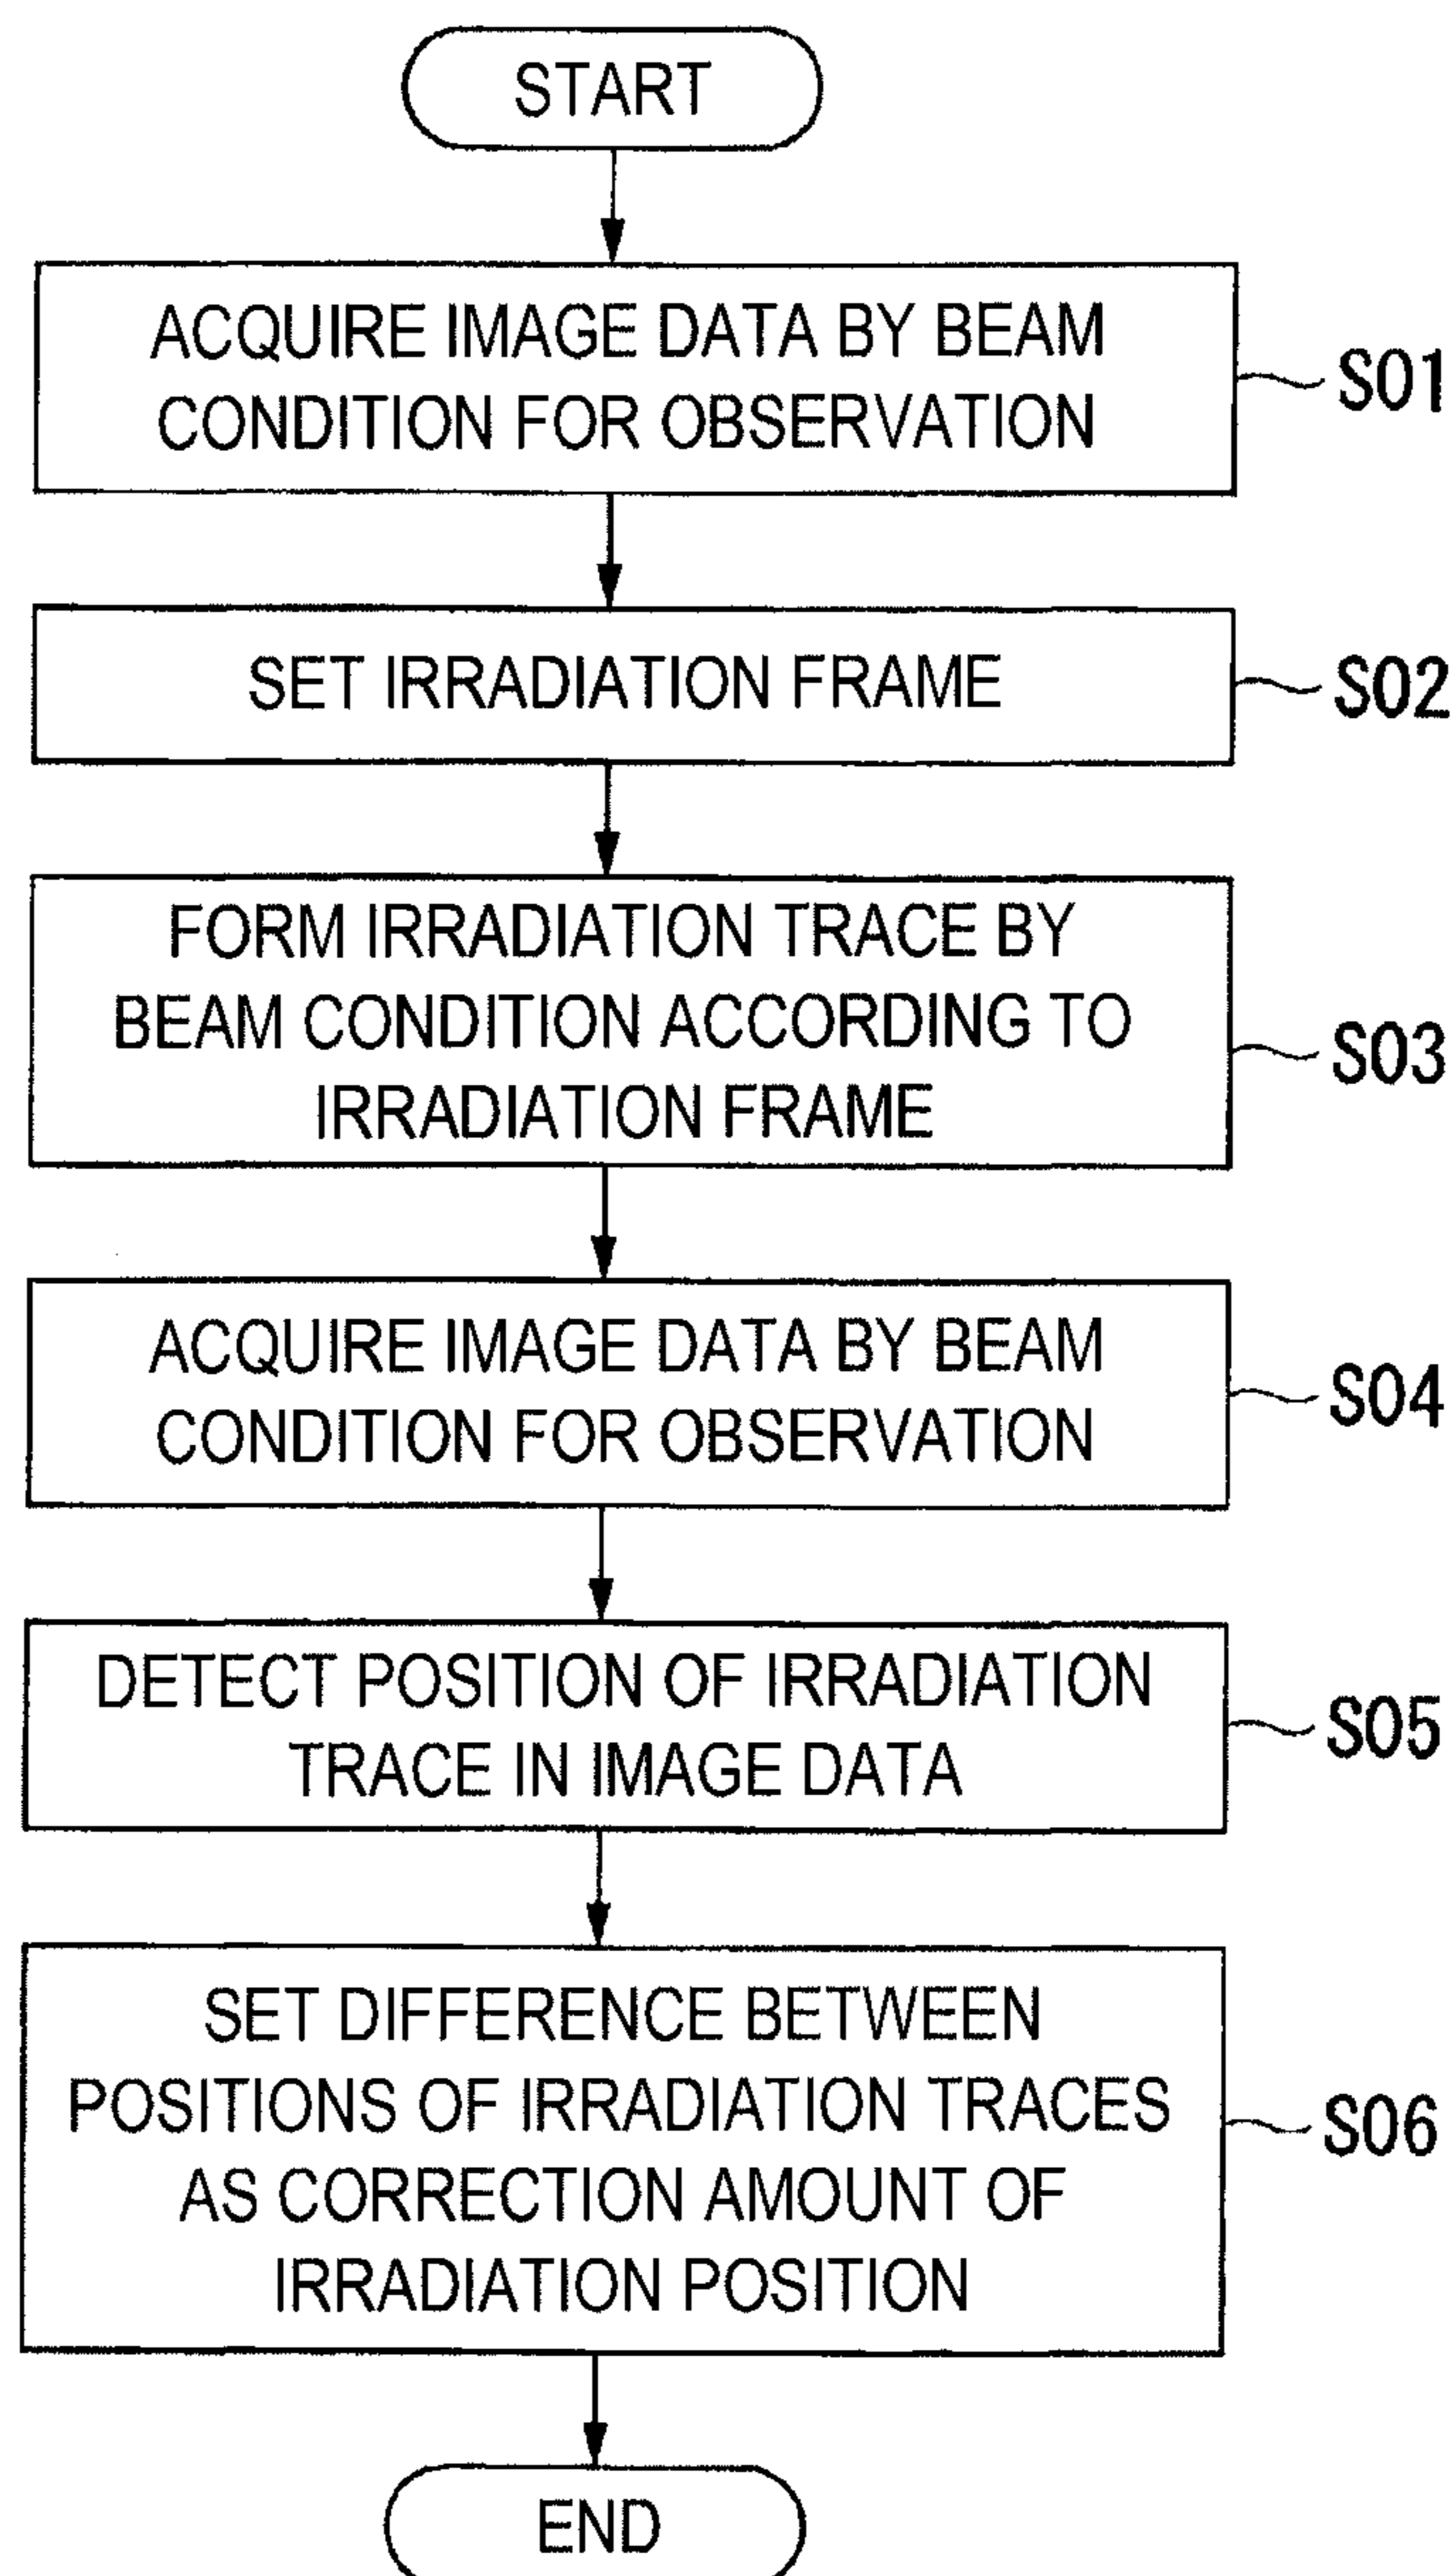 START
ACQUIRE IMAGE DATA BY BEAM
CONDITION FOR OBSERVATION
S01
SET IRRADIATION FRAME
S02
FORM IRRADIATION TRACE BY
BEAM CONDITION ACCORDING TO
IRRADIATION FRAME
S03
ACQUIRE IMAGE DATA BY BEAM
CONDITION FOR OBSERVATION
S04
DETECT POSITION OF IRRADIATION
TRACE IN IMAGE DATA
S05
SET DIFFERENCE BETWEEN
POSITIONS OF IRRADIATION TRACES
AS CORRECTION AMOUNT OF
IRRADIATION POSITION
S06
END